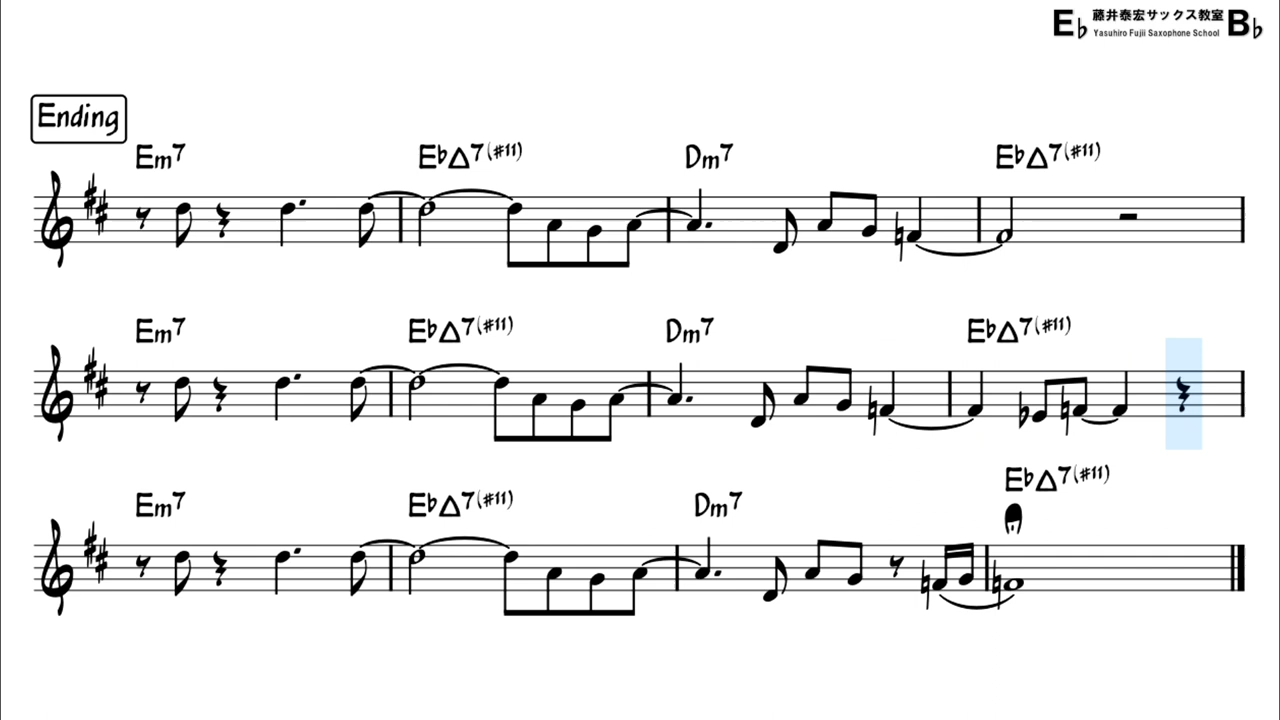 E♭ 藤井泰宏サックス教室 B♭
Yasuhiro Fujii Saxophone School
Ending
Em7 E♭△7(#11) Dm7 E♭△7(#11)
Em7 E♭△7(#11) Dm7 E♭△7(#11)
Em7 E♭△7(#11) Dm7 E♭△7(#11)